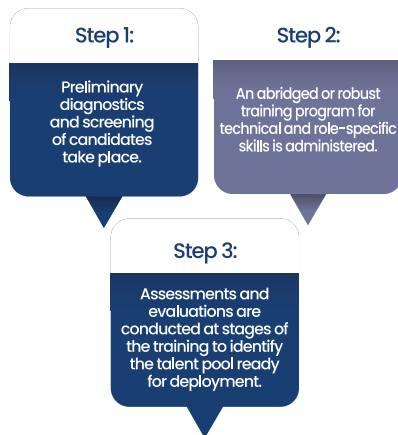 Step 1:
Preliminary
diagnostics
and screening
of candidates
take place.
Step 2:
An abridged or robust
training program for
technical and role-specific
skills is administered.
Step 3:
Assessments and
evaluations are
conducted at stages of
the training to identify
the talent pool ready
for deployment.